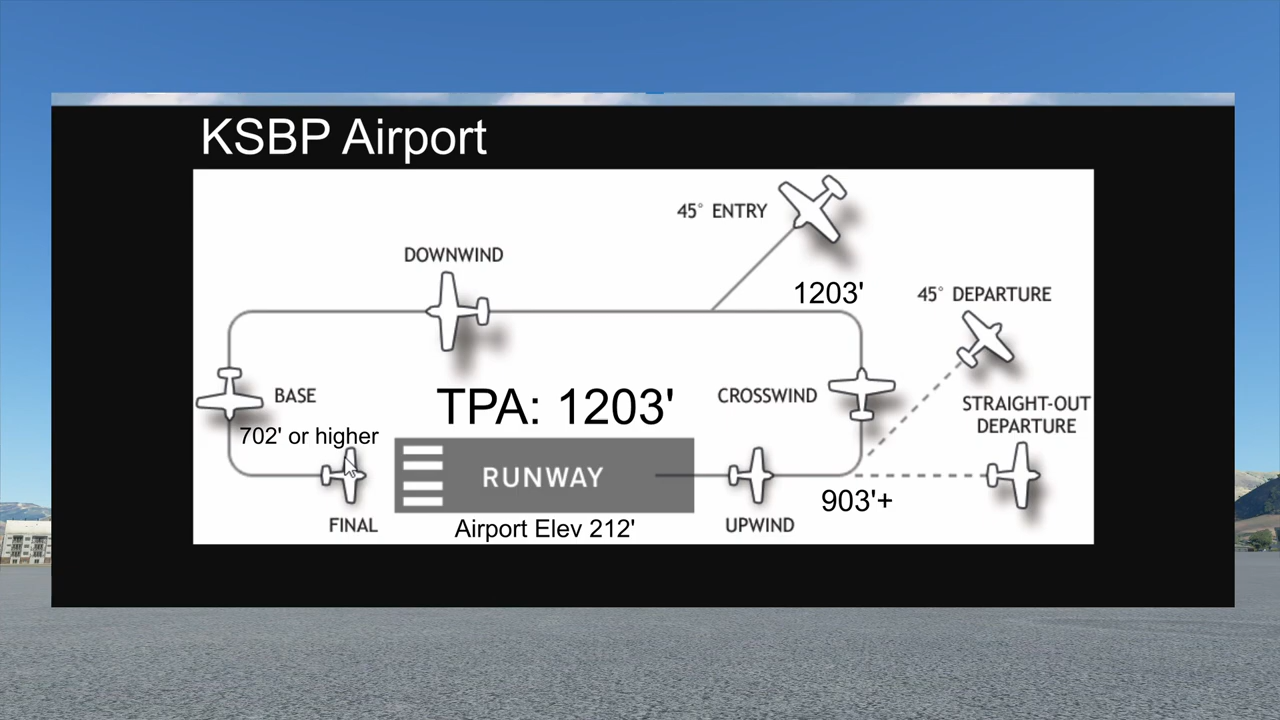 KSBP Airport
45° ENTRY
DOWNWIND
1203'
45° DEPARTURE
BASE
TPA: 1203'
CROSSWIND
STRAIGHT-OUT
DEPARTURE
702' or higher
RUNWAY
903'+
FINAL
Airport Elev 212'
UPWIND